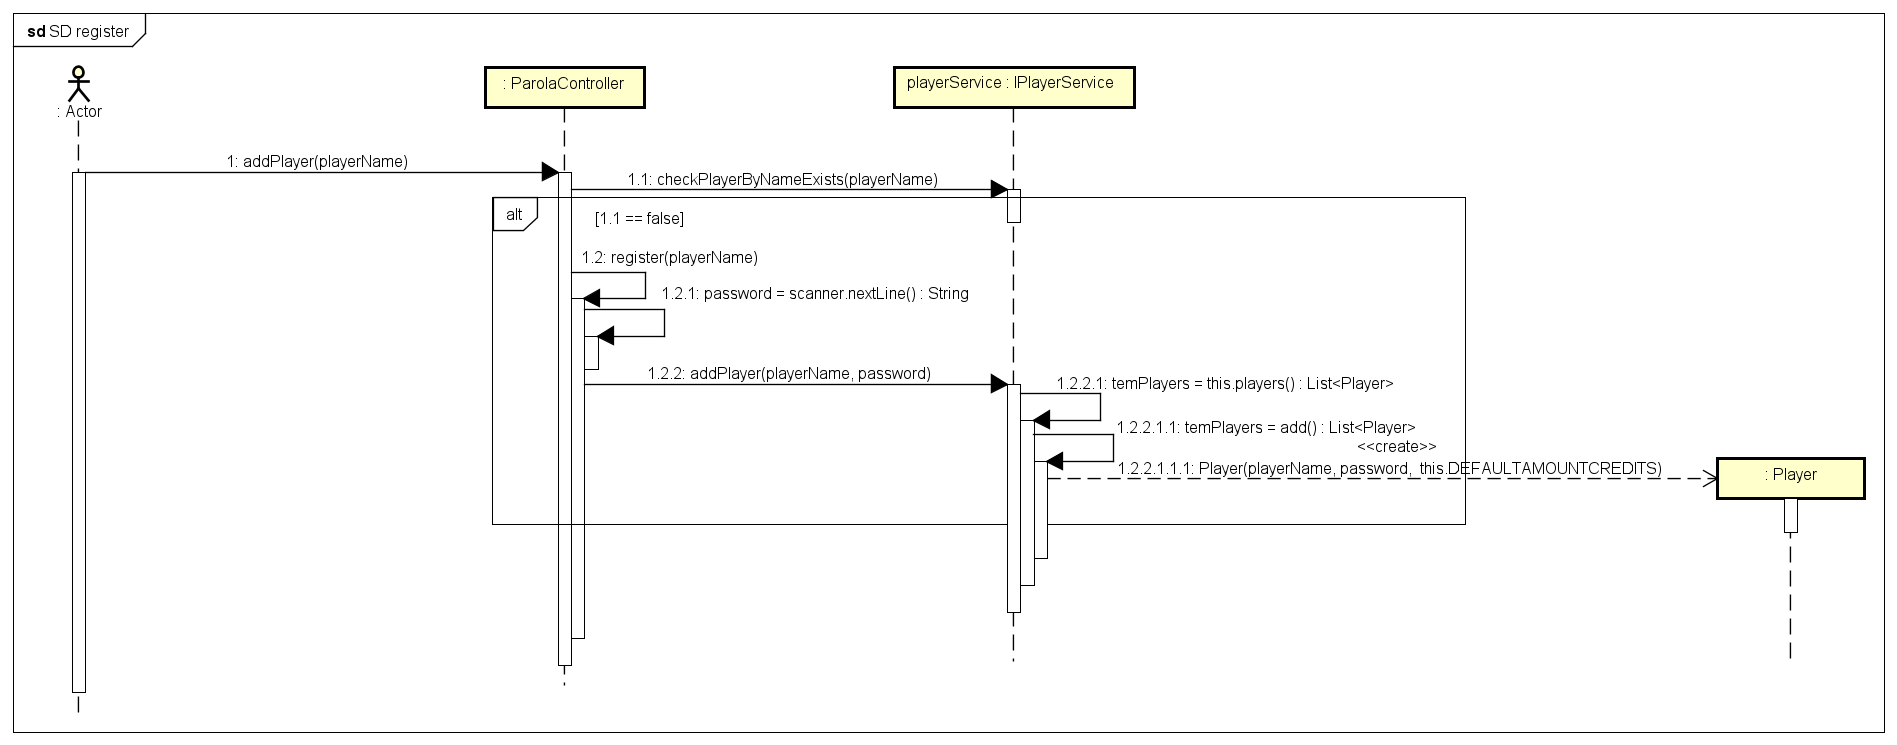 sd SD register
: Actor
: ParolaController
playerService : IPlayerService
1: addPlayer(playerName)
1.1: checkPlayerByNameExists(playerName)
alt
[1.1 == false]
1.2: register(playerName)
1.2.1: password = scanner.nextLine() : String
1.2.2: addPlayer(playerName, password)
1.2.2.1: temPlayers = this.players() : List<Player>
1.2.2.1.1: temPlayers = add() : List<Player>
<<create>>
1.2.2.1.1.1: Player(playerName, password, this.DEFAULTAMOUNTCREDITS)
: Player